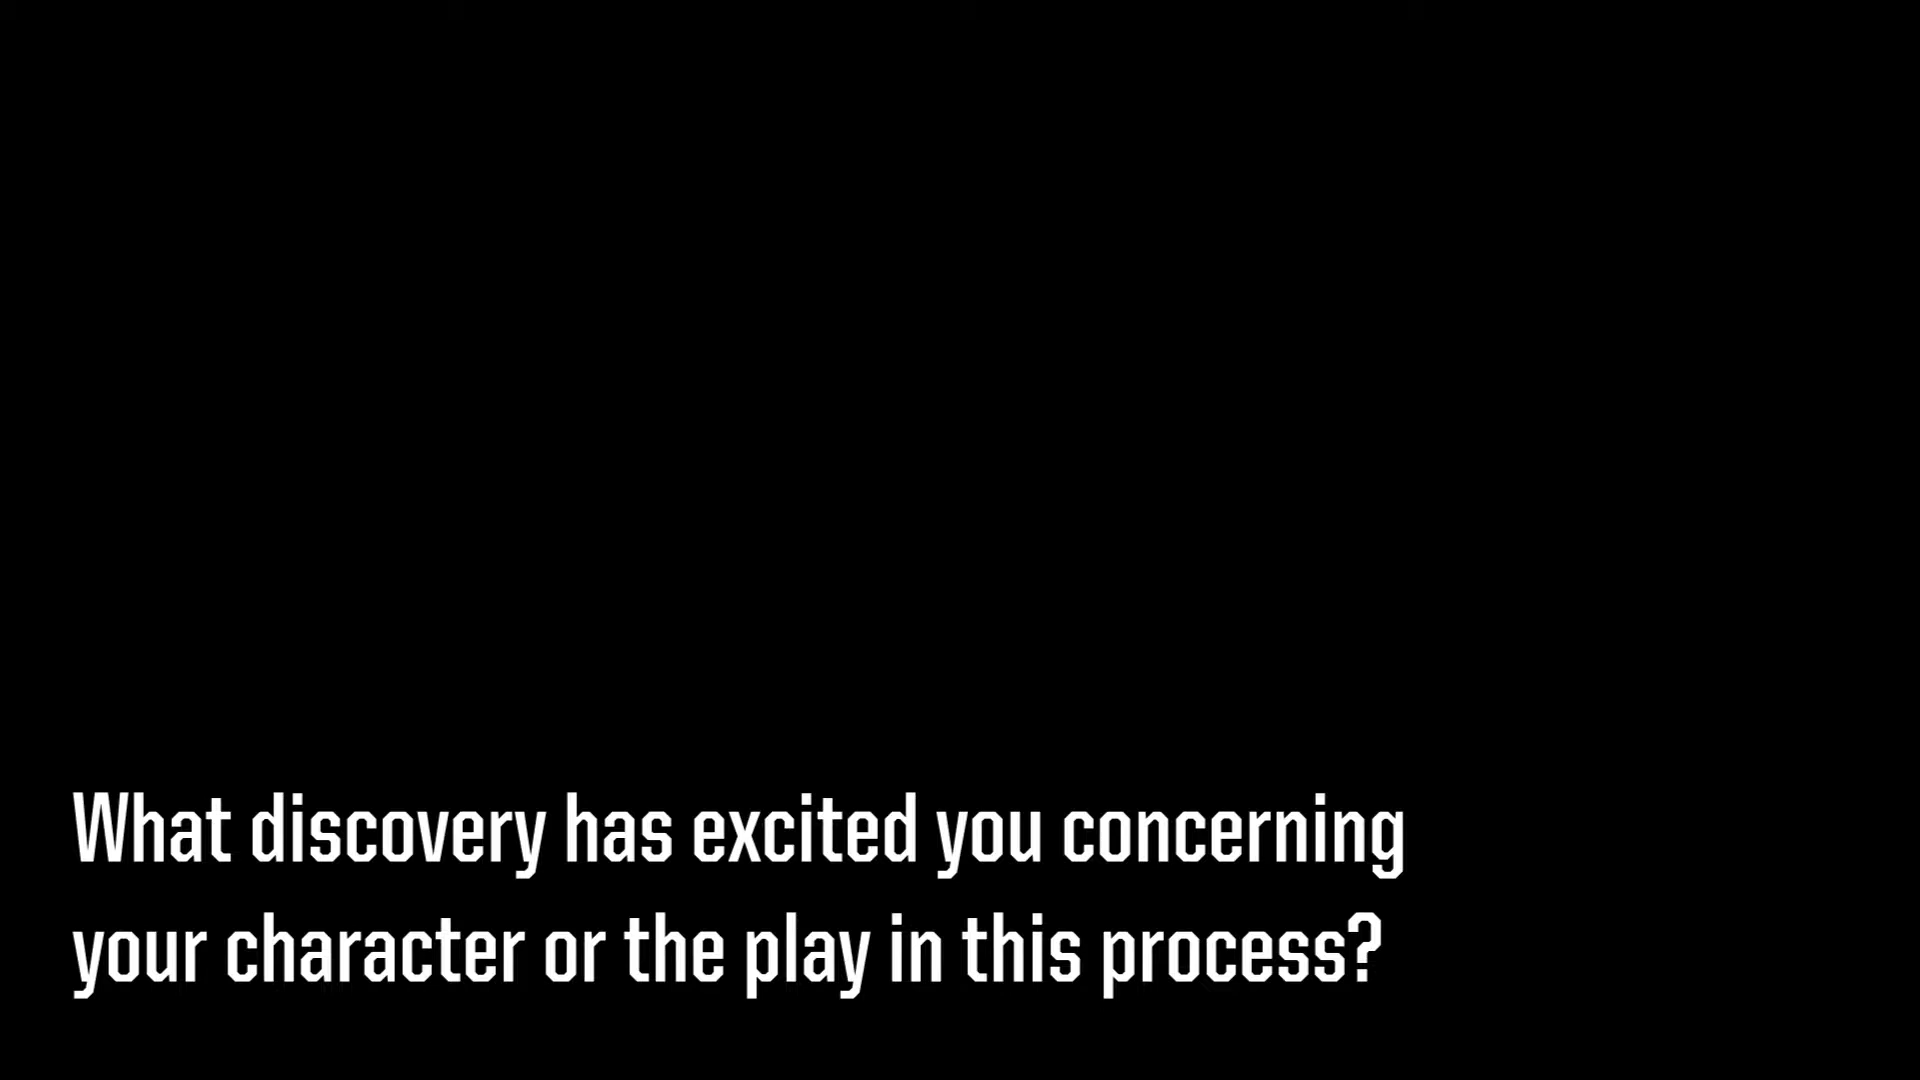 What discovery has excited you concerning
your character or the play in this process?